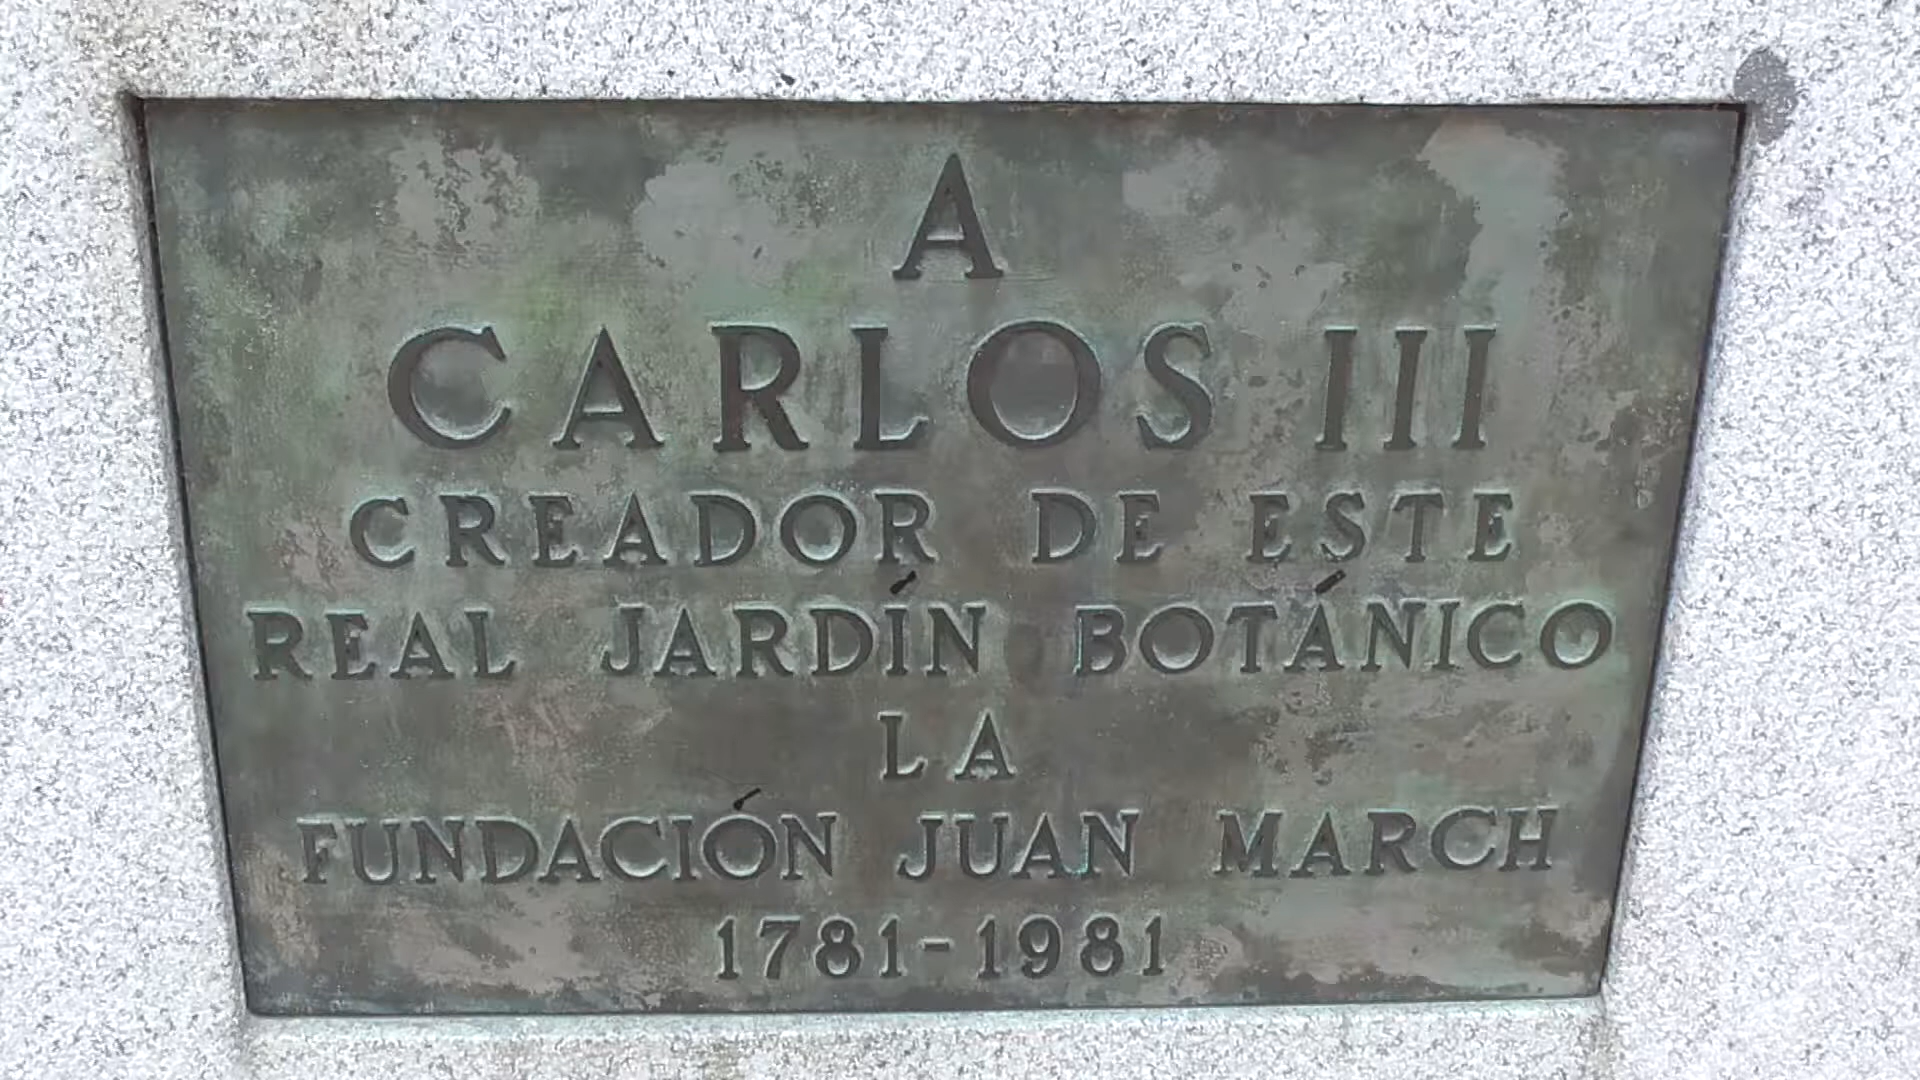 A
CARLOS III
CREADOR DE ESTE
REAL JARDÍN BOTÁNICO
LA
FUNDACIÓN JUAN MARCH
1781-1981